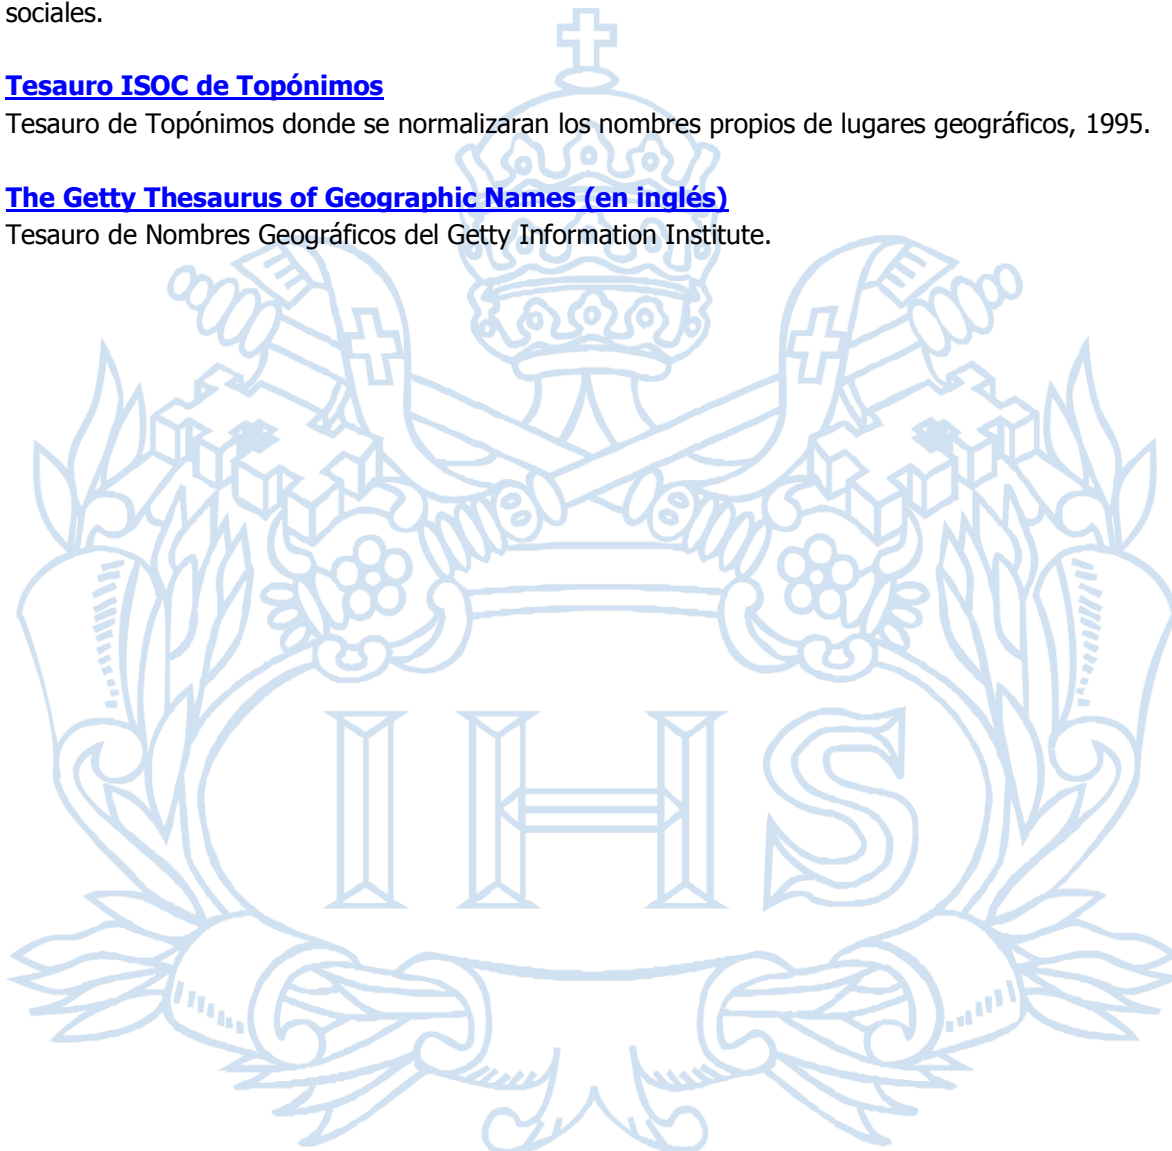 sociales.
Tesauro ISOC de Topónimos
Tesauro de Topónimos donde se normalizaran los nombres propios de lugares geográficos, 1995.
The Getty Thesaurus of Geographic Names (en inglés)
Tesauro de Nombres Geográficos del Getty Information Institute.
IHS